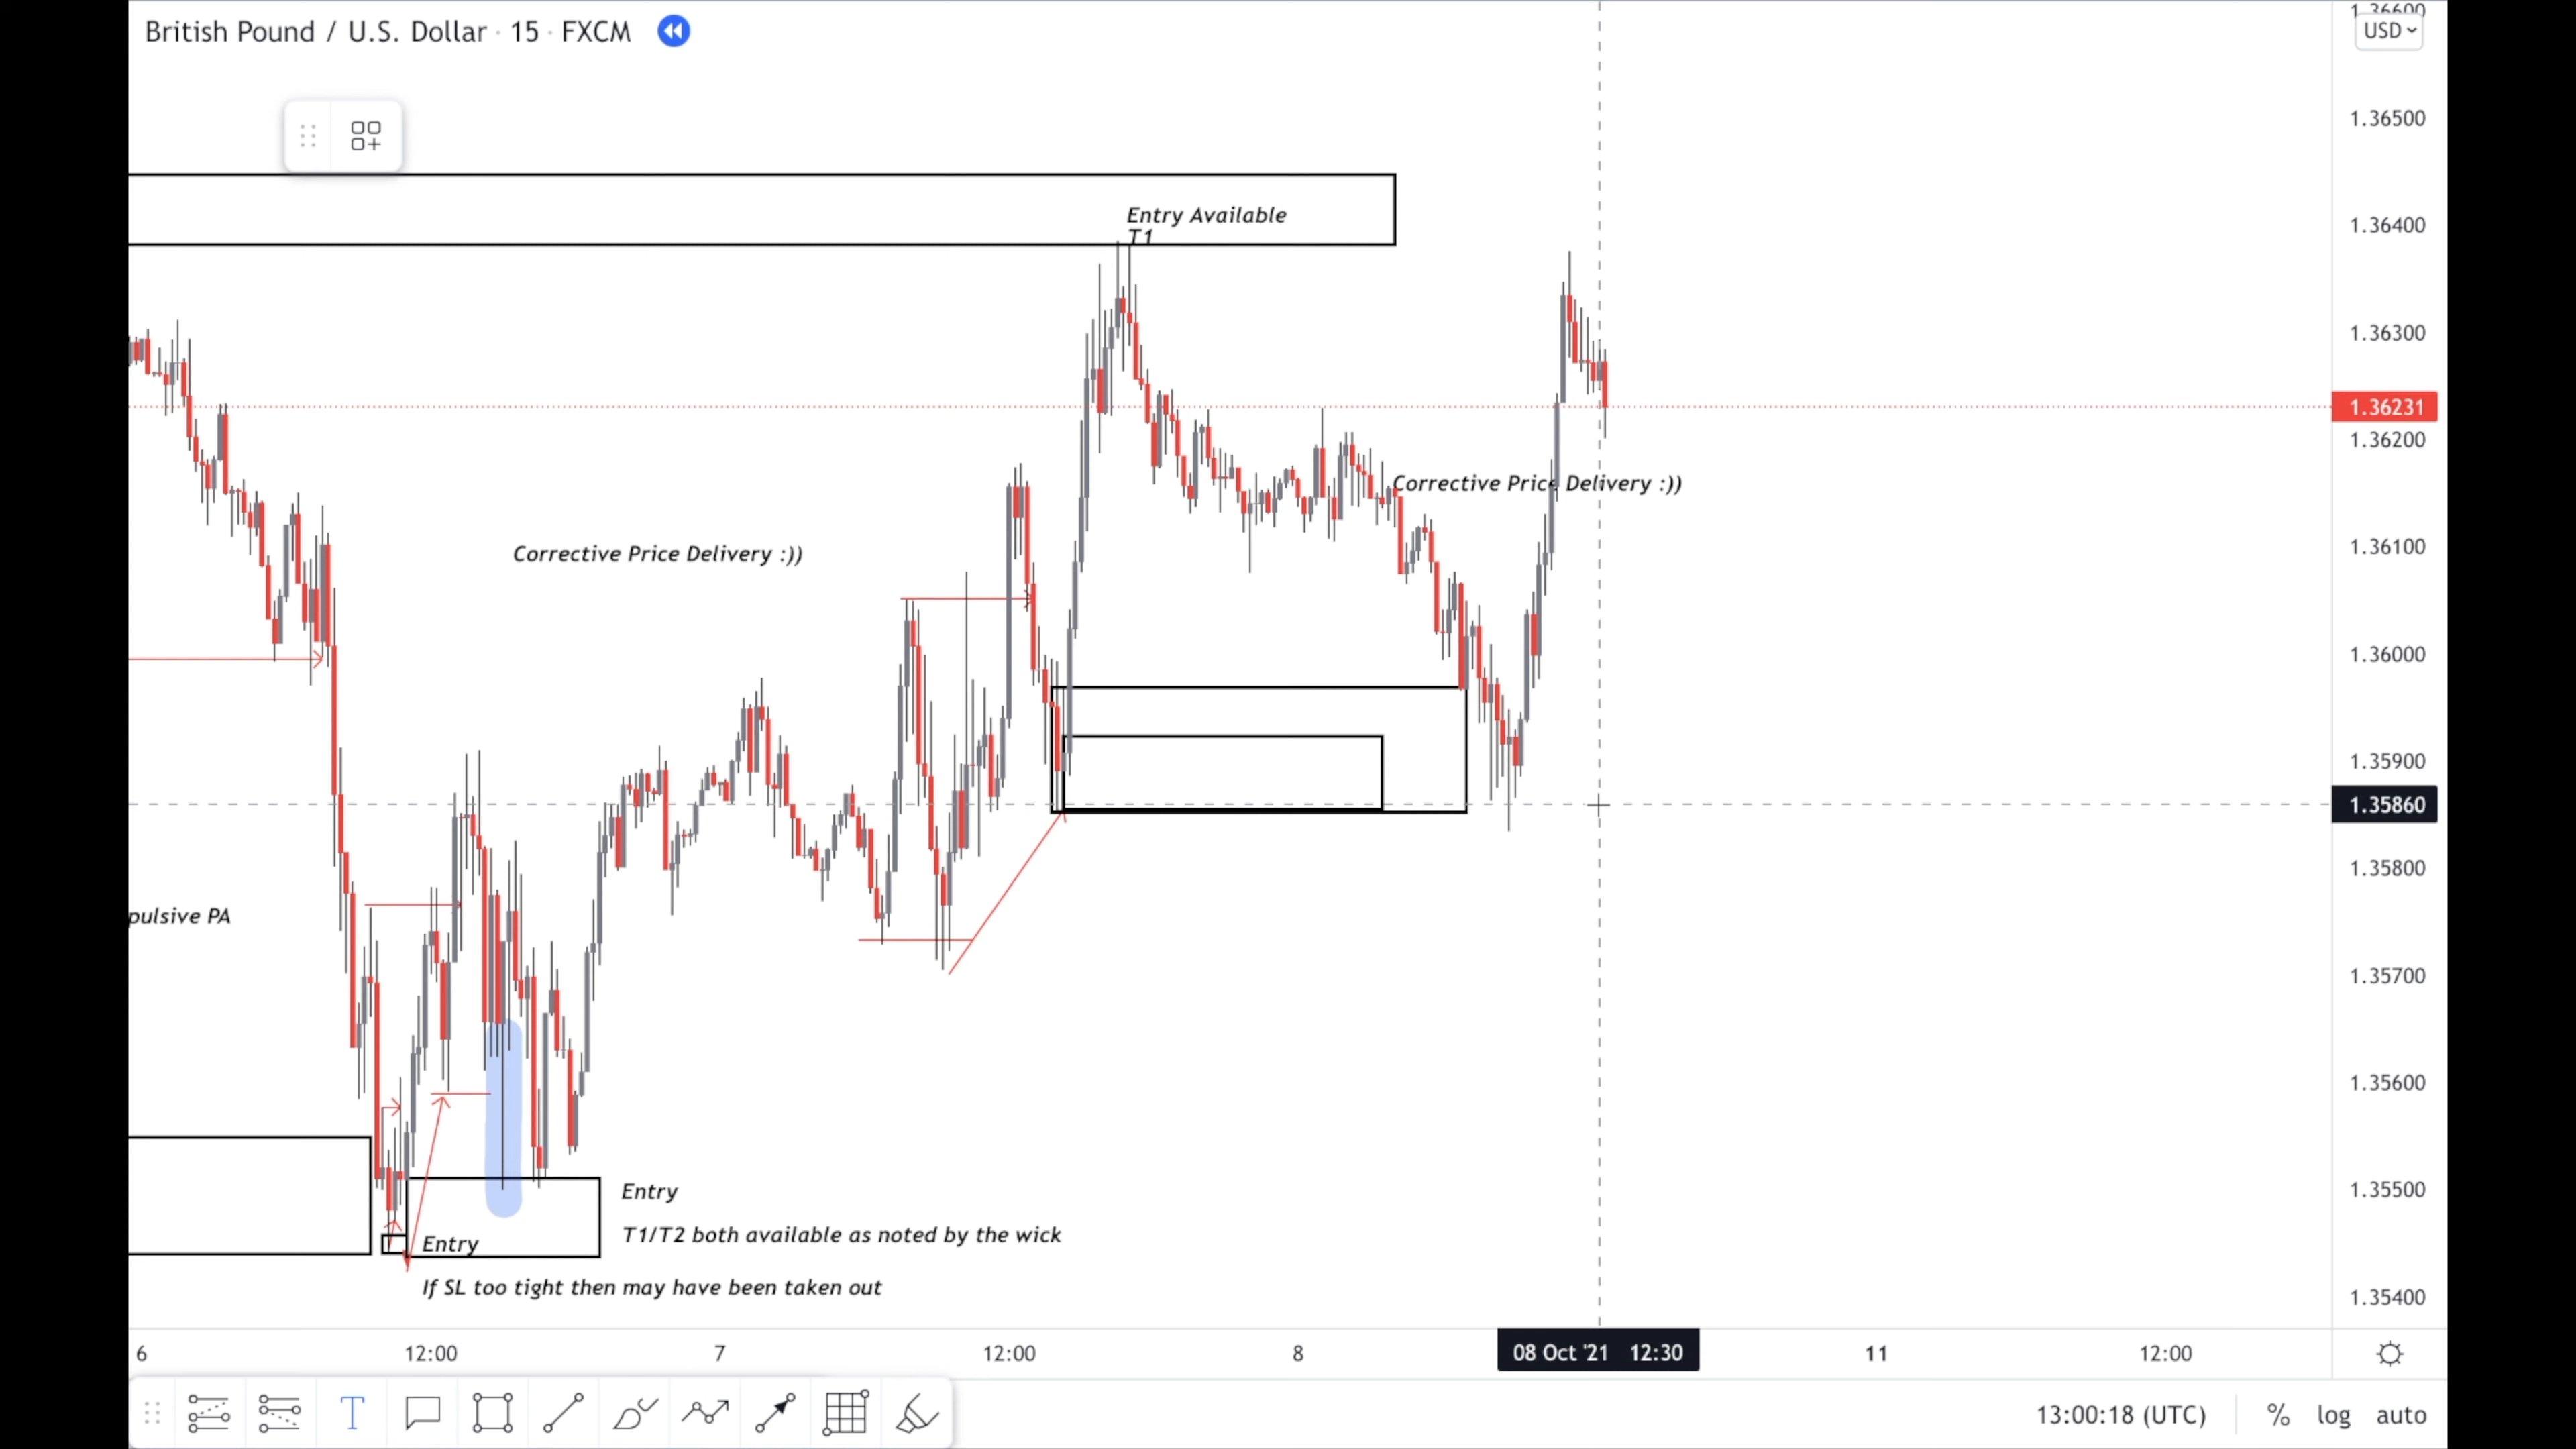 British Pound / U.S. Dollar · 15 · FXCM
1.36600
USD
1.36500
Entry Available
T1
1.36400
1.36300
1.36231
1.36200
Corrective Price Delivery :))
Corrective Price Delivery :))
1.36100
1.36000
1.35900
1.35860
1.35800
pulsive PA
1.35700
1.35600
Entry
1.35500
T1/T2 both available as noted by the wick
Entry
If SL too tight then may have been taken out
1.35400
6 12:00 7 12:00 8 08 Oct '21 12:30 11 12:00
T
13:00:18 (UTC) % log auto